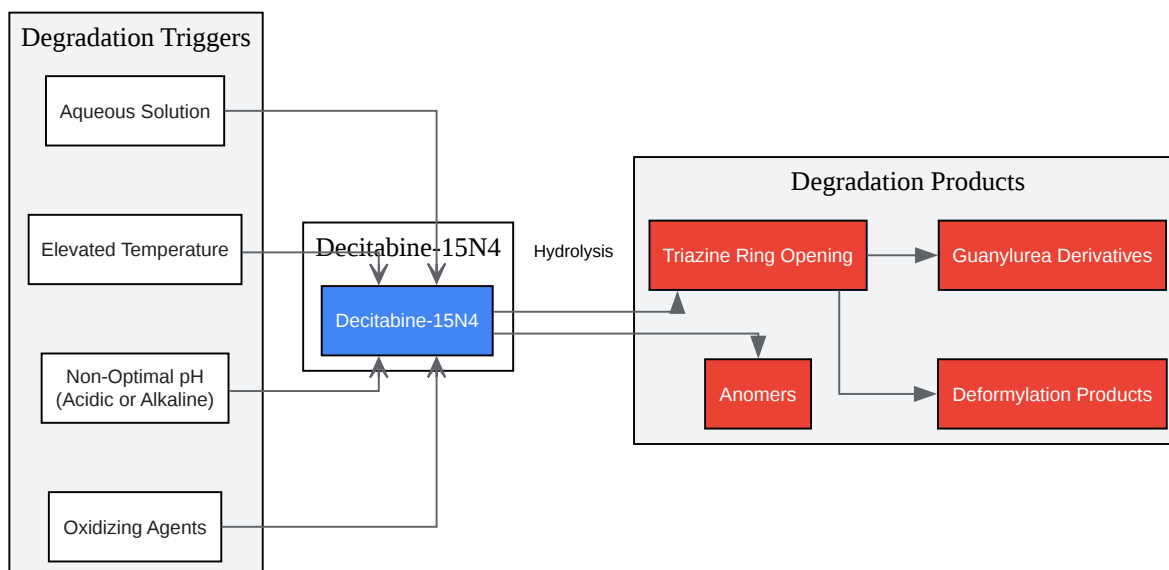 Degradation Triggers
Aqueous Solution
Elevated Temperature
Non-Optimal pH
(Acidic or Alkaline)
Oxidizing Agents
Decitabine-15N4
Decitabine-15N4
Hydrolysis
Degradation Products
Triazine Ring Opening
Guanylurea Derivatives
Anomers
Deformylation Products